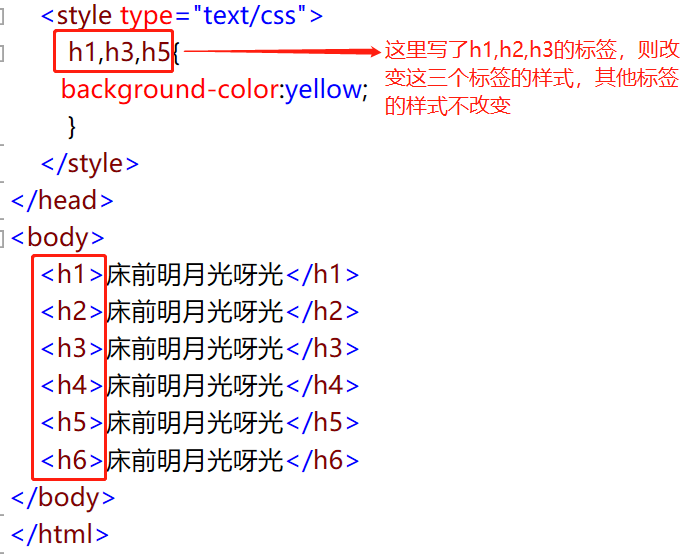 <style type="text/css">
h1,h3,h5{
这里写了h1,h2,h3的标签，则改
变这三个标签的样式，其他标签
的样式不改变
background-color:yellow;
}
</style>
</head>
<body>
<h1>床前明月光呀光</h1>
<h2>床前明月光呀光</h2>
<h3>床前明月光呀光</h3>
<h4>床前明月光呀光</h4>
<h5>床前明月光呀光</h5>
<h6>床前明月光呀光</h6>
</body>
</html>